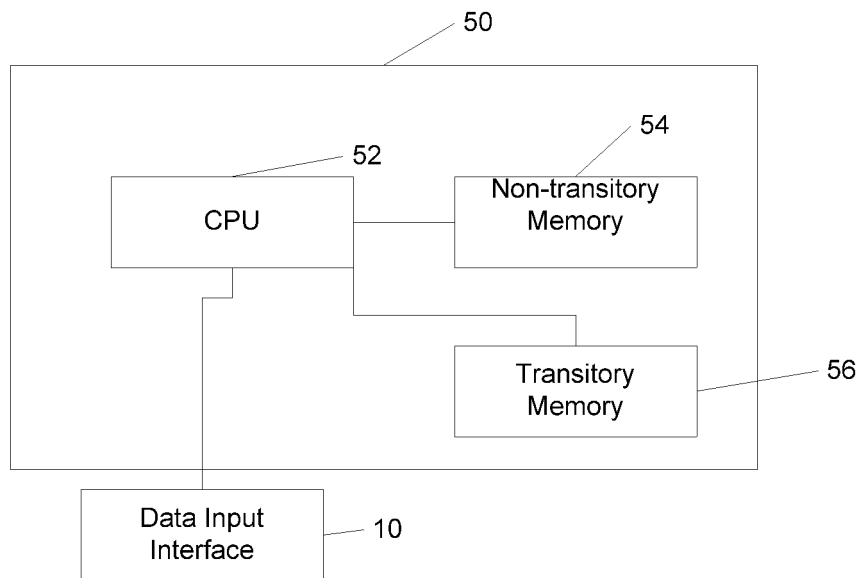 50
54
52
Non-transitory
Memory
CPU
Transitory
Memory
56
Data Input
Interface
10